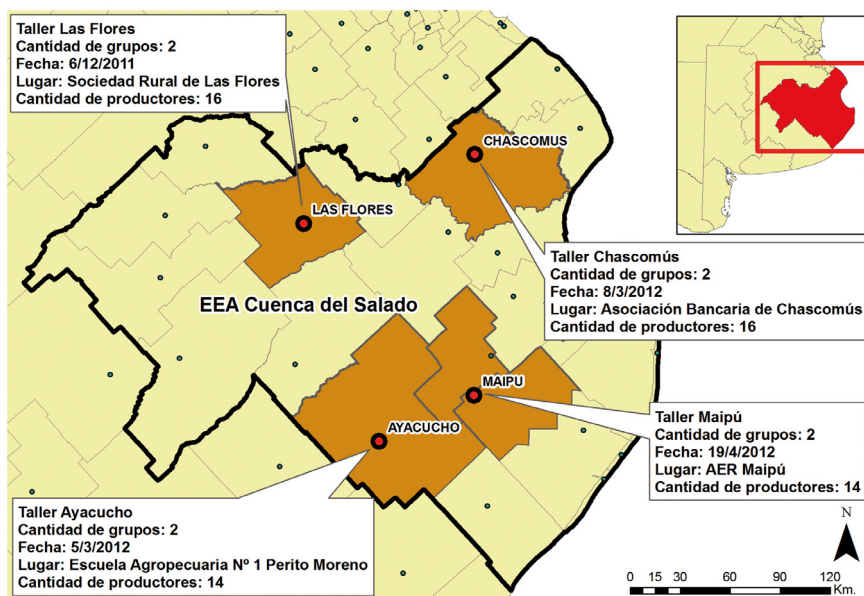 Taller Las Flores
Cantidad de grupos: 2
Fecha: 6/12/2011
Lugar: Sociedad Rural de Las Flores
Cantidad de productores: 16
CHASCOMUS
LAS FLORES
Taller Chascomús
Cantidad de grupos: 2
Fecha: 8/3/2012
Lugar: Asociación Bancaria de Chascomús
Cantidad de productores: 16
EEA Cuenca del Salado
MAIPU
AYACUCHO
Taller Maipú
Cantidad de grupos: 2
Fecha: 19/4/2012
Lugar: AER Maipú
Cantidad de productores: 14
Taller Ayacucho
Cantidad de grupos: 2
Fecha: 5/3/2012
Lugar: Escuela Agropecuaria Nº 1 Perito Moreno
Cantidad de productores: 14
N
0 15 30 60 90 120
Km.